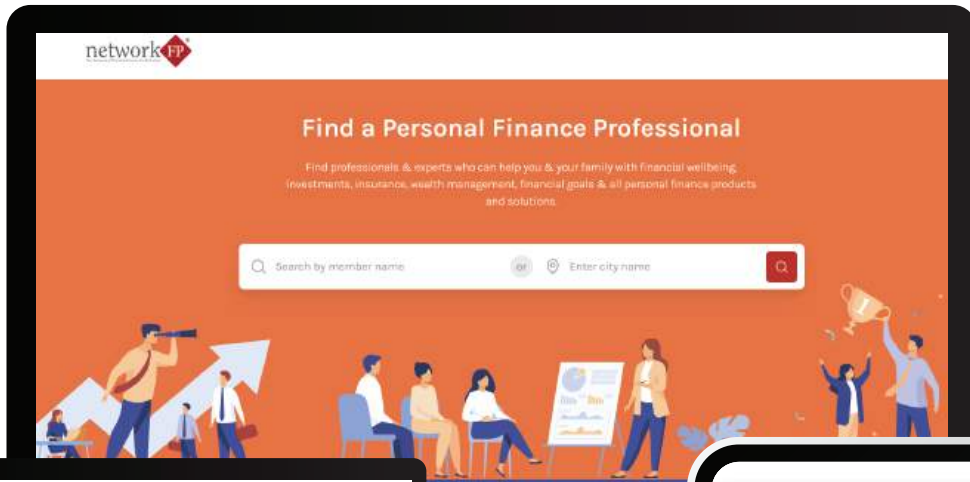 network FP
Find a Personal Finance Professional
Find professionals & experts who can help you & your family with financial wellbeing,
investments, insurance, wealth management, financial goals & all personal finance products
and solutions
Search by member name
or
Enter city name
1